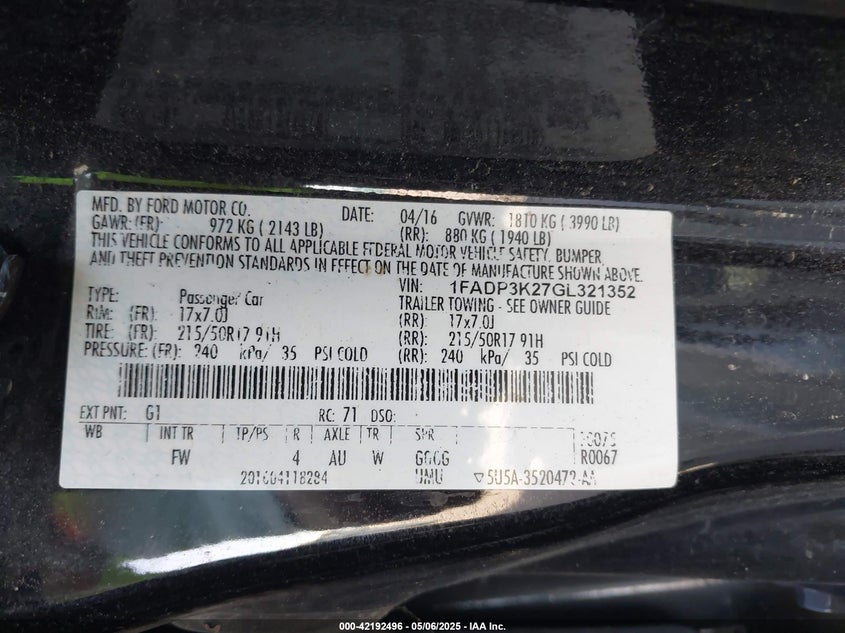 MFD. BY FORD MOTOR CO. DATE: 04/16 GVWR: 1810 KG ( 3990 LB)
GAWR: (FR) 972 KG ( 2143 LB) (RR): 880 KG ( 1940 LB)
THIS VEHICLE CONFORMS TO ALL APPLICABLE FEDERAL MOTOR VEHICLE SAFETY, BUMPER,
AND THEFT PREVENTION STANDARDS IN EFFECT ON THE DATE OF MANUFACTURE SHOWN ABOVE.
VIN: 1FADP3K27GL321352
TYPE: Passenger Car TRAILER TOWING - SEE OWNER GUIDE
RIM: (FR) 17x7.0J (RR) 17x7.0J
TIRE: (FR): 215/50R17 91H (RR) 215/50R17 91H
PRESSURE: (FR): 240 kPa/ 35 PSI COLD (RR) 240 kPa/ 35 PSI COLD
EXT PNT: G1 RC: 71 DSO:
WB INT TR TP/PS R AXLE TR SPR
FW 4 AU W GGGG R0067
UMU
000-42192496 - 05/06/2025 - IAA Inc.